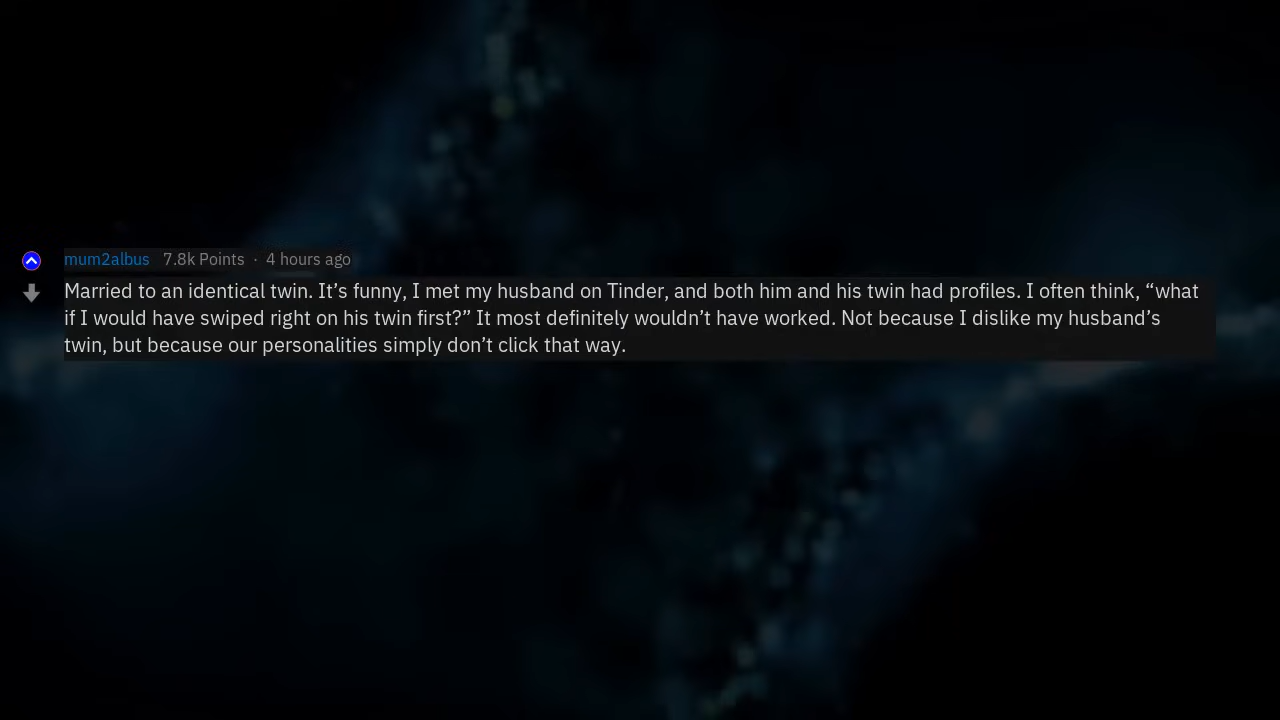 mum2albus 7.8k Points · 4 hours ago
Married to an identical twin. It’s funny, I met my husband on Tinder, and both him and his twin had profiles. I often think, “what
if I would have swiped right on his twin first?” It most definitely wouldn’t have worked. Not because I dislike my husband’s
twin, but because our personalities simply don’t click that way.